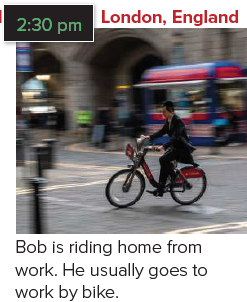 2:30 pm
London, England
Bob is riding home from
work. He usually goes to
work by bike.